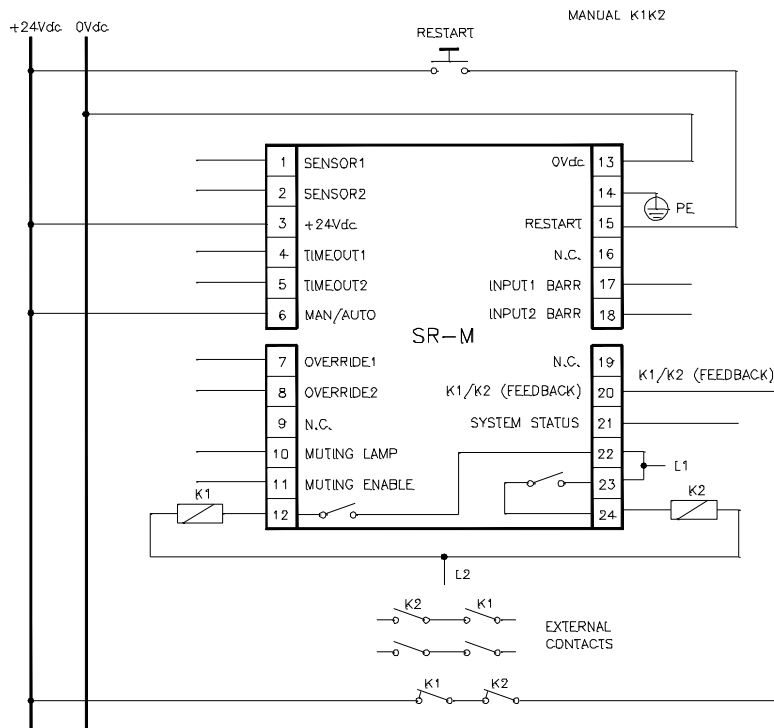 MANUAL K1K2
+24Vdc 0Vdc
RESTART
1 SENSOR1 0Vdc 13
2 SENSOR2 14
PE
3 +24Vdc RESTART 15
4 TIMEOUT1 N.C. 16
5 TIMEOUT2 INPUT1 BARR 17
6 MAN/AUTO INPUT2 BARR 18
SR-M
7 OVERRIDE1 N.C. 19
K1/K2 (FEEDBACK)
8 OVERRIDE2 K1/K2 (FEEDBACK) 20
9 N.C. SYSTEM STATUS 21
10 MUTING LAMP 22
L1
11 MUTING ENABLE 23
K1 K2
12 24
L2
K2 K1
EXTERNAL
CONTACTS
K1 K2